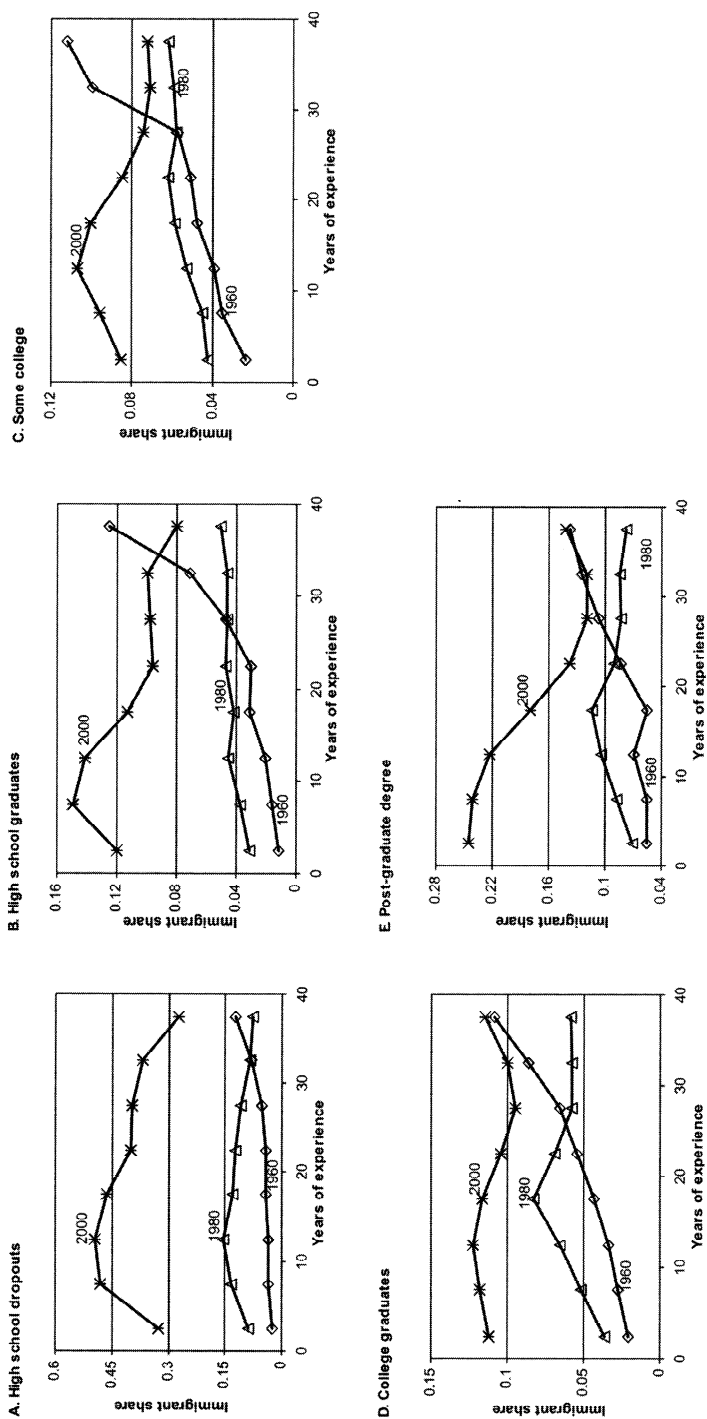 A. High school dropouts
0.6
0.45
0.3
0.15
0
Immigrant share
2000
1980
1960
0 10 20 30 40
Years of experience
B. High school graduates
0.16
0.12
0.08
0.04
0
Immigrant share
2000
1980
1960
0 10 20 30 40
Years of experience
C. Some college
0.12
0.08
0.04
0
Immigrant share
2000
1980
1960
0 10 20 30 40
Years of experience
D. College graduates
0.15
0.1
0.05
0
Immigrant share
2000
1980
1960
0 10 20 30 40
Years of experience
E. Post-graduate degree
0.28
0.22
0.16
0.1
0.04
Immigrant share
2000
1980
1960
0 10 20 30 40
Years of experience